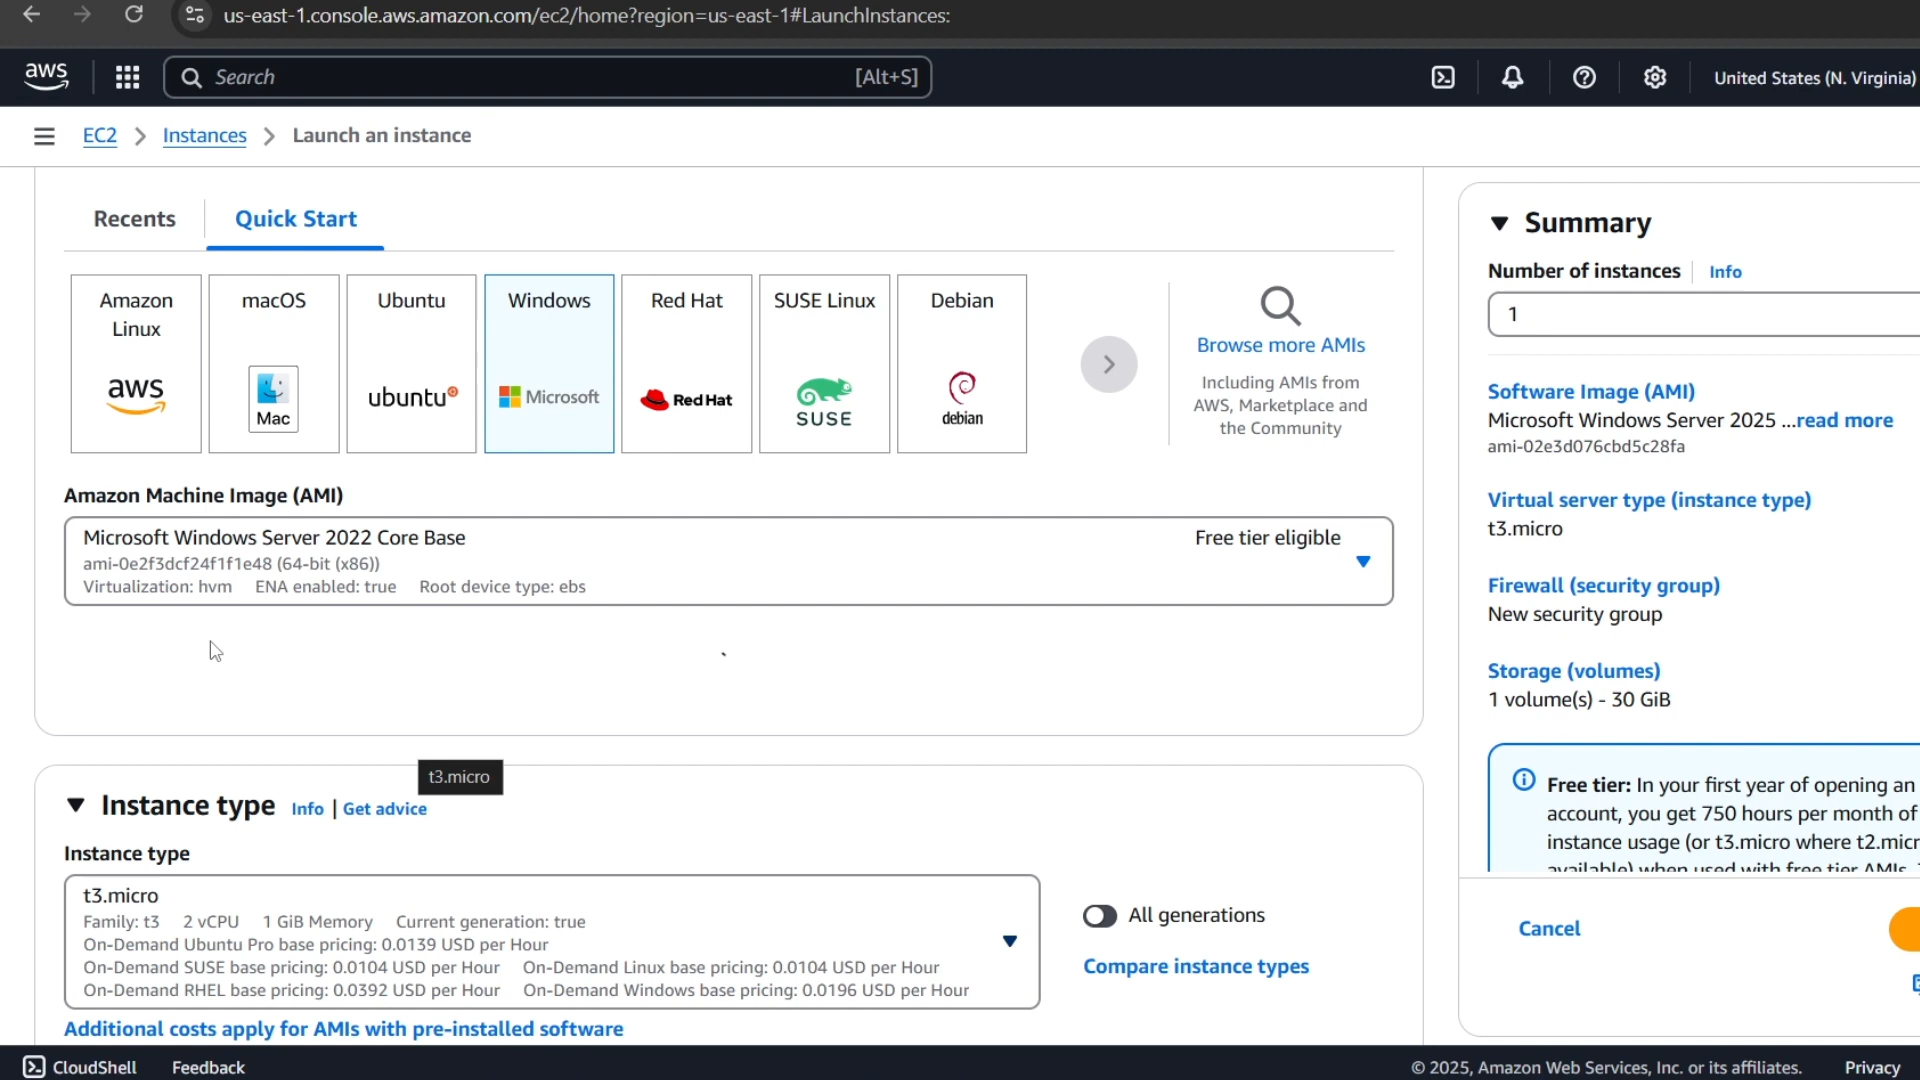 us-east-1.console.aws.amazon.com/ec2/home?region=us-east-1#LaunchInstances:
aws
Search
[Alt+S]
United States (N. Virginia)
EC2
Instances
Launch an instance
Recents
Quick Start
Amazon
Linux
aws
macOS
Mac
Ubuntu
ubuntu
Windows
Microsoft
Red Hat
Red Hat
SUSE Linux
SUSE
Debian
debian
Browse more AMIs
Including AMIs from
AWS, Marketplace and
the Community
Amazon Machine Image (AMI)
Microsoft Windows Server 2022 Core Base
Free tier eligible
ami-0e2f3dcf24f1f1e48 (64-bit (x86))
Virtualization: hvm ENA enabled: true Root device type: ebs
t3.micro
Instance type Info | Get advice
Instance type
t3.micro
Family: t3 2 vCPU 1 GiB Memory Current generation: true
On-Demand Ubuntu Pro base pricing: 0.0139 USD per Hour
On-Demand SUSE base pricing: 0.0104 USD per Hour On-Demand Linux base pricing: 0.0104 USD per Hour
On-Demand RHEL base pricing: 0.0392 USD per Hour On-Demand Windows base pricing: 0.0196 USD per Hour
All generations
Compare instance types
Additional costs apply for AMIs with pre-installed software
Summary
Number of instances Info
1
Software Image (AMI)
Microsoft Windows Server 2025 ...read more
ami-02e3d076cbd5c28fa
Virtual server type (instance type)
t3.micro
Firewall (security group)
New security group
Storage (volumes)
1 volume(s) - 30 GiB
Free tier: In your first year of opening an
account, you get 750 hours per month of
instance usage (or t3.micro where t2.micr
available) when used with free tier AMIs,
Cancel
CloudShell
Feedback
© 2025, Amazon Web Services, Inc. or its affiliates.
Privacy